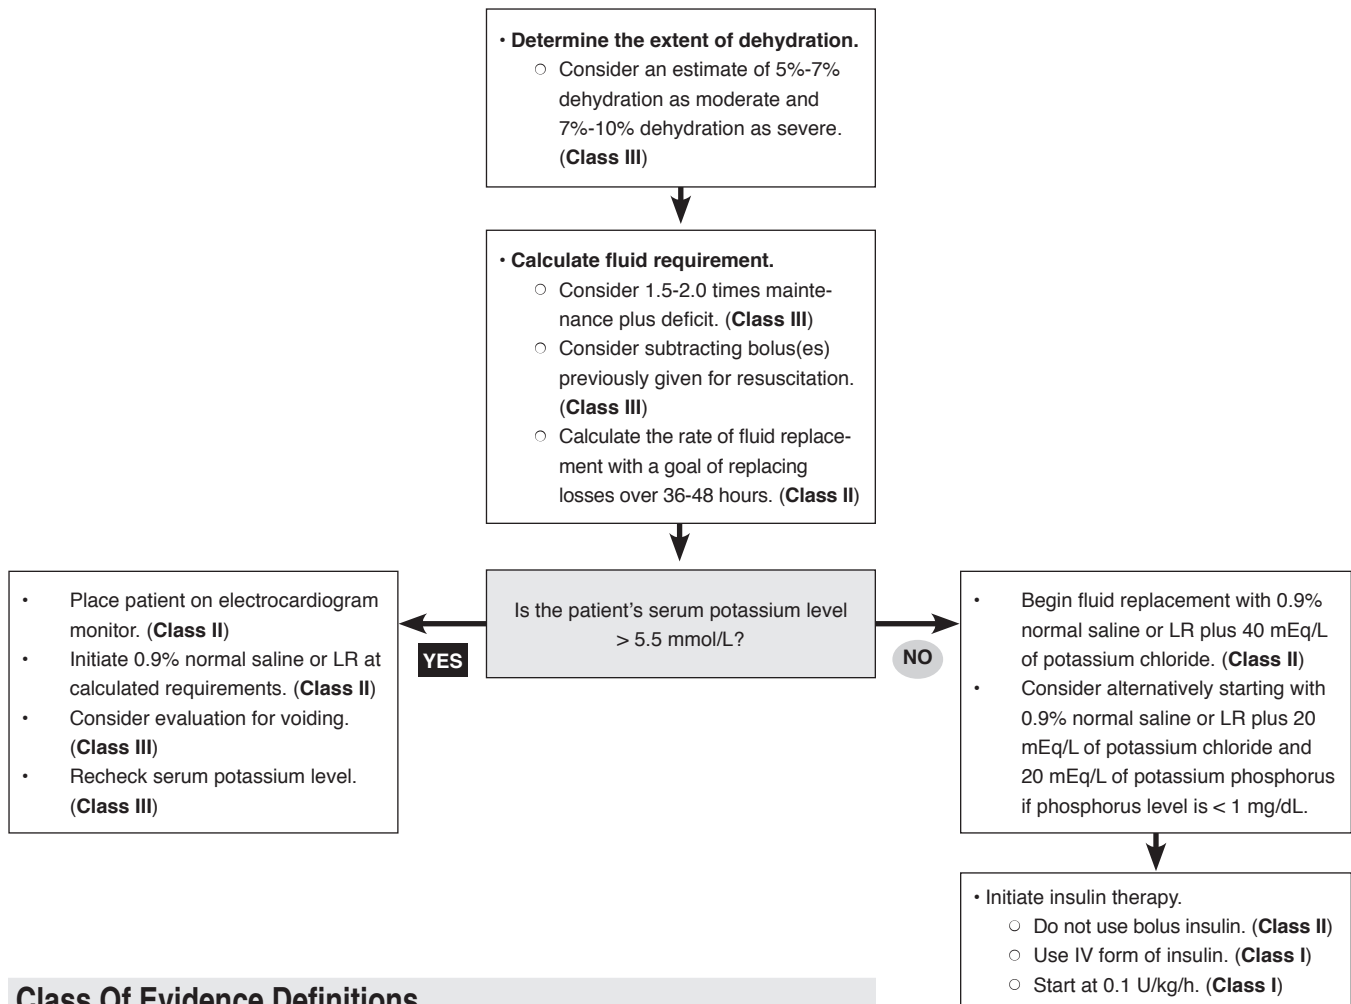 • Determine the extent of dehydration.
○ Consider an estimate of 5%-7%
dehydration as moderate and
7%-10% dehydration as severe.
(Class III)
• Calculate fluid requirement.
○ Consider 1.5-2.0 times mainte-
nance plus deficit. (Class III)
○ Consider subtracting bolus(es)
previously given for resuscitation.
(Class III)
○ Calculate the rate of fluid replace-
ment with a goal of replacing
losses over 36-48 hours. (Class II)
Is the patient's serum potassium level
> 5.5 mmol/L?
YES
NO
• Place patient on electrocardiogram
monitor. (Class II)
• Initiate 0.9% normal saline or LR at
calculated requirements. (Class II)
• Consider evaluation for voiding.
(Class III)
• Recheck serum potassium level.
(Class III)
• Begin fluid replacement with 0.9%
normal saline or LR plus 40 mEq/L
of potassium chloride. (Class II)
• Consider alternatively starting with
0.9% normal saline or LR plus 20
mEq/L of potassium chloride and
20 mEq/L of potassium phosphorus
if phosphorus level is < 1 mg/dL.
• Initiate insulin therapy.
○ Do not use bolus insulin. (Class II)
○ Use IV form of insulin. (Class I)
○ Start at 0.1 U/kg/h. (Class I)
Class Of Evidence Definitions